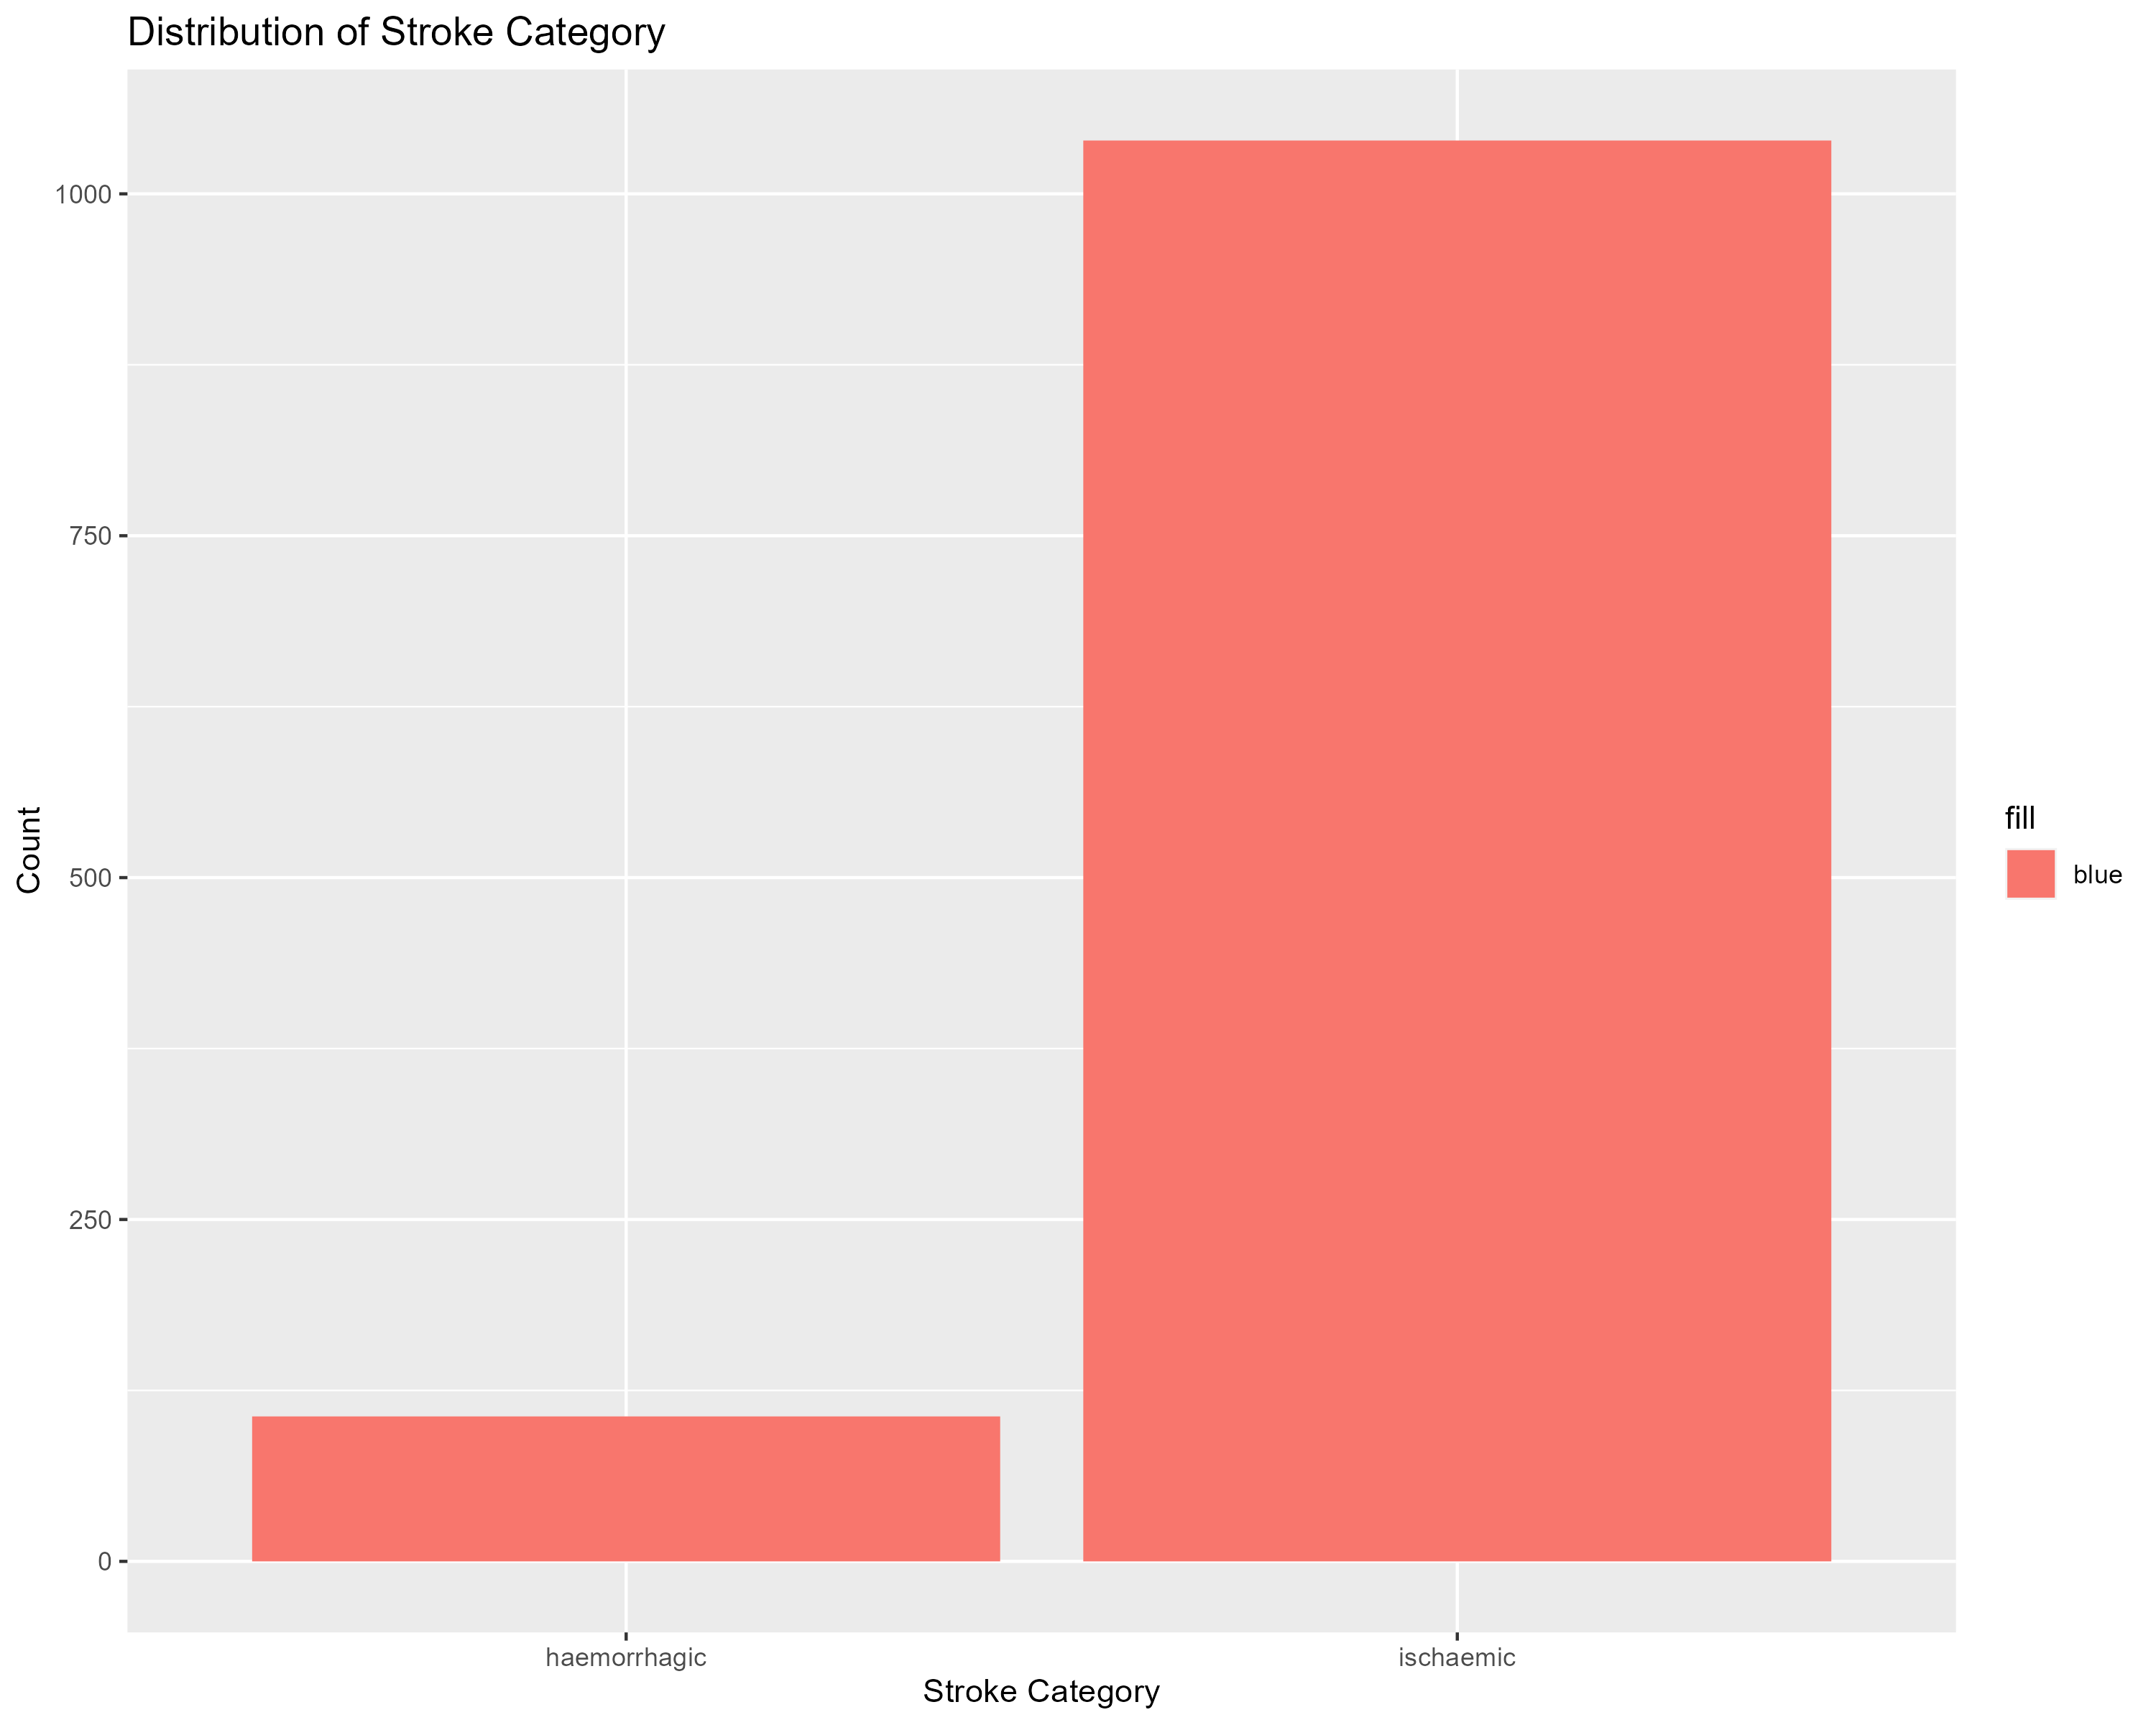 Distribution of Stroke Category
Count
1000
750
500
250
0
haemorrhagic
ischaemic
Stroke Category
fill
blue